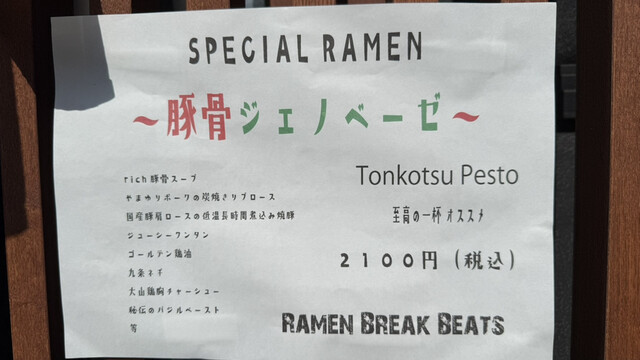 SPECIAL RAMEN
～豚骨ジェノベーゼ～
rich豚骨スープ
やまゆりポークの炭焼きリブロース
国産豚肩ロースの低温長時間煮込み焼豚
ジューシーワンタン
ゴールデン鶏油
九条ネギ
大山鶏胸チャーシュー
秘伝のバジルペースト
等
Tonkotsu Pesto
至高の一杯 オススメ
2100円（税込）
RAMEN BREAK BEATS